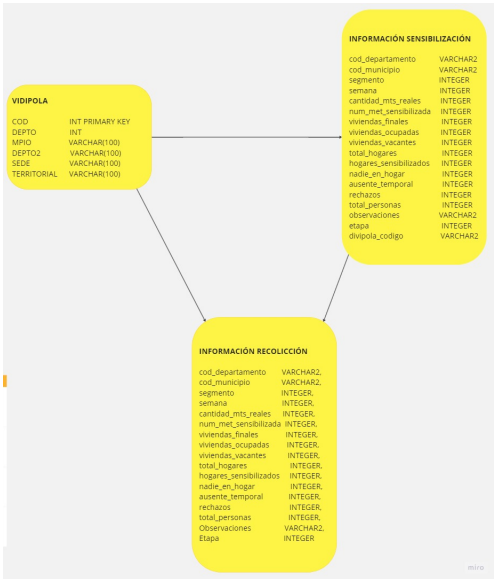 VIDIPOLA
COD INT PRIMARY KEY
DEPTO INT
MPIO VARCHAR(100)
DEPTO2 VARCHAR(100)
SEDE VARCHAR(100)
TERRITORIAL VARCHAR(100)
INFORMACIÓN SENSIBILIZACIÓN
cod_departamento VARCHAR2
cod_municipio VARCHAR2
segmento INTEGER
semana INTEGER
cantidad_mts_reales INTEGER
num_met_sensibilizada INTEGER
viviendas_finales INTEGER
viviendas_ocupadas INTEGER
viviendas_vacantes INTEGER
total_hogares INTEGER
hogares_sensibilizados INTEGER
nadie_en_hogar INTEGER
ausente_temporal INTEGER
rechazos INTEGER
total_personas INTEGER
observaciones VARCHAR2
etapa INTEGER
divipola_codigo VARCHAR2
INFORMACIÓN RECOLICCIÓN
cod_departamento VARCHAR2,
cod_municipio VARCHAR2,
segmento INTEGER,
semana INTEGER,
cantidad_mts_reales INTEGER,
num_met_sensibilizada INTEGER,
viviendas_finales INTEGER,
viviendas_ocupadas INTEGER,
viviendas_vacantes INTEGER,
total_hogares INTEGER,
hogares_sensibilizados INTEGER,
nadie_en_hogar INTEGER,
ausente_temporal INTEGER,
rechazos INTEGER,
total_personas INTEGER,
Observaciones VARCHAR2,
Etapa INTEGER
miro